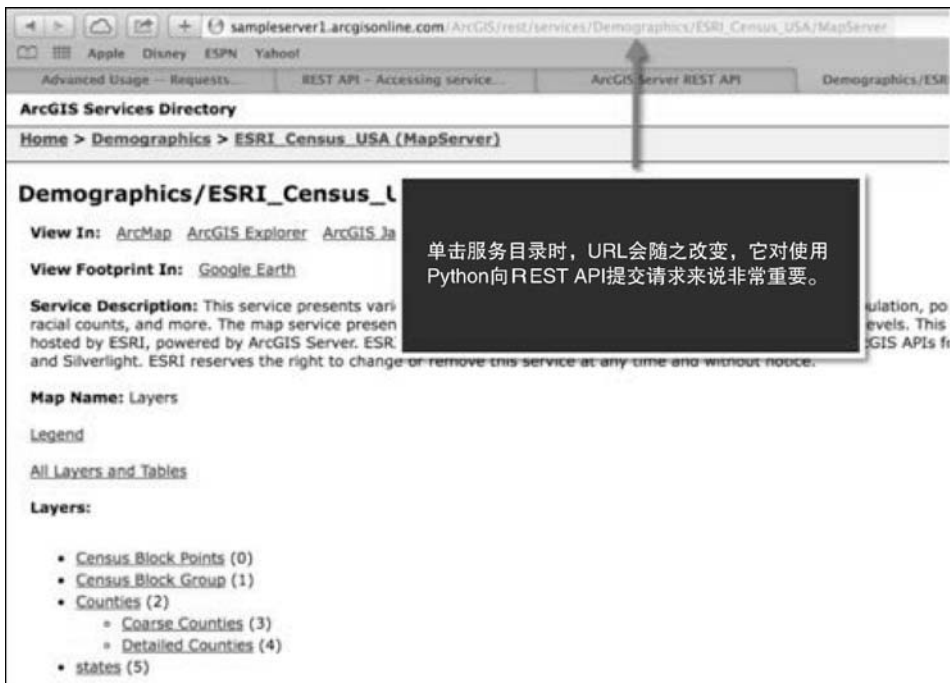 sampleserver1.arcgisonline.com/ArcGIS/rest/services/Demographics/ESRI_Census_USA/MapServer
Apple Disney ESPN Yahoo!
Advanced Usage — Requests... REST API - Accessing service... ArcGIS Server REST API Demographics/ESR
ArcGIS Services Directory
Home > Demographics > ESRI_Census_USA (MapServer)
Demographics/ESRI_Census_U
View In: ArcMap ArcGIS Explorer ArcGIS Ja
View Footprint In: Google Earth
单击服务目录时，URL会随之改变，它对使用
Python向REST API提交请求来说非常重要。
Service Description: This service presents vari ulation, po
racial counts, and more. The map service presen evels. This
hosted by ESRI, powered by ArcGIS Server. ESR cGIS APIs f
and Silverlight. ESRI reserves the right to change or remove this service at any time and without notice.
Map Name: Layers
Legend
All Layers and Tables
Layers:
• Census Block Points (0)
• Census Block Group (1)
• Counties (2)
Coarse Counties (3)
Detailed Counties (4)
• states (5)